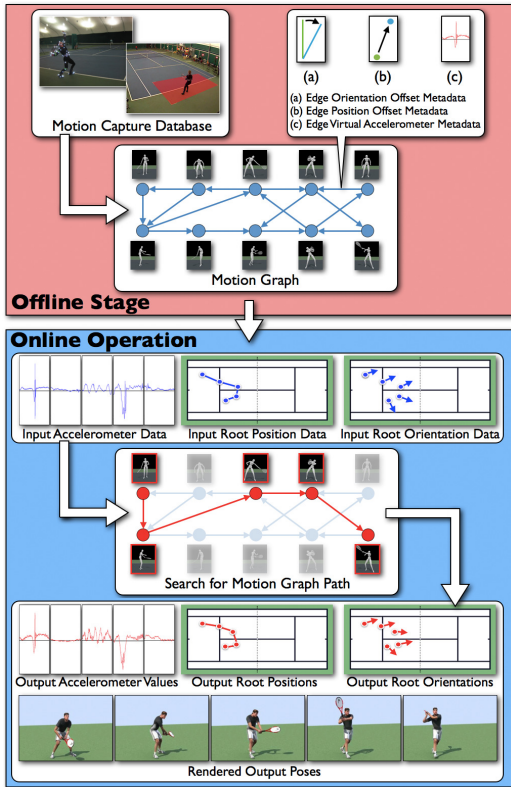 (a) (b) (c)
(a) Edge Orientation Offset Metadata
(b) Edge Position Offset Metadata
(c) Edge Virtual Accelerometer Metadata
Motion Capture Database
Motion Graph
Offline Stage
Online Operation
Input Accelerometer Data
Input Root Position Data
Input Root Orientation Data
Search for Motion Graph Path
Output Accelerometer Values
Output Root Positions
Output Root Orientations
Rendered Output Poses